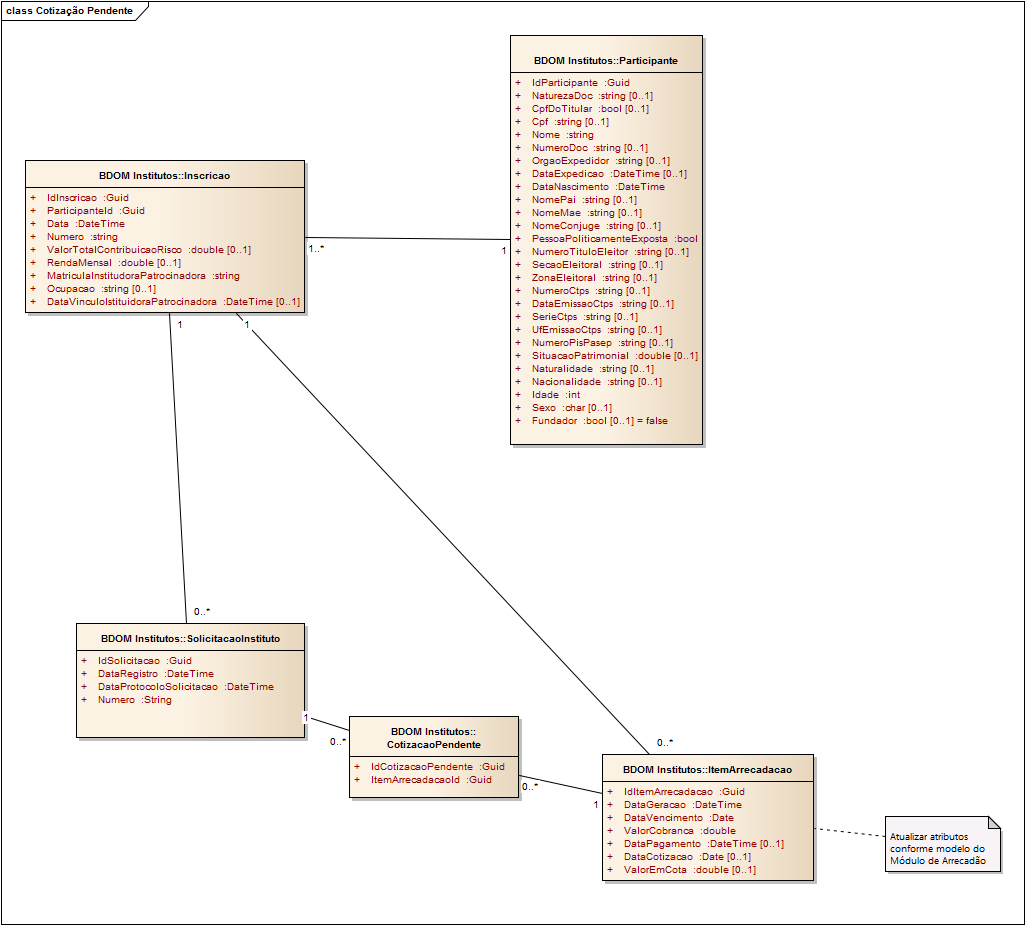 class Cotização Pendente
BDOM Institutos::Participante
+ IdParticipante :Guid
+ NaturezaDoc :string [0..1]
+ CpfDoTitular :bool [0..1]
+ Cpf :string [0..1]
+ Nome :string
+ NumeroDoc :string [0..1]
+ OrgaoExpedidor :string [0..1]
+ DataExpedicao :DateTime [0..1]
+ DataNascimento :DateTime
+ NomePai :string [0..1]
+ NomeMae :string [0..1]
+ NomeConjuge :string [0..1]
+ PessoaPoliticamenteExposta :bool
+ NumeroTituloEleitor :string [0..1]
+ SecaoEleitoral :string [0..1]
+ ZonaEleitoral :string [0..1]
+ NumeroCtps :string [0..1]
+ DataEmissaoCtps :string [0..1]
+ SerieCtps :string [0..1]
+ UfEmissaoCtps :string [0..1]
+ NumeroPisPasep :string [0..1]
+ SituacaoPatrimonial :double [0..1]
+ Naturalidade :string [0..1]
+ Nacionalidade :string [0..1]
+ Idade :int
+ Sexo :char [0..1]
+ Fundador :bool [0..1] = false
BDOM Institutos::Inscricao
+ IdInscricao :Guid
+ ParticipanteId :Guid
+ Data :DateTime
+ Numero :string
+ ValorTotalContribuicaoRisco :double [0..1]
+ RendaMensal :double [0..1]
+ MatriculaInstitudoraPatrocinadora :string
+ Ocupacao :string [0..1]
+ DataVinculoIstituidoraPatrocinadora :DateTime [0..1]
1..*
1
1
1
0..*
BDOM Institutos::SolicitacaoInstituto
+ IdSolicitacao :Guid
+ DataRegistro :DateTime
+ DataProtocoloSolicitacao :DateTime
+ Numero :String
1
0..*
BDOM Institutos::
CotizacaoPendente
+ IdCotizacaoPendente :Guid
+ ItemArrecadacaoId :Guid
0..*
1
0..*
BDOM Institutos::ItemArrecadacao
+ IdItemArrecadacao :Guid
+ DataGeracao :DateTime
+ DataVencimento :Date
+ ValorCobranca :double
+ DataPagamento :DateTime [0..1]
+ DataCotizacao :Date [0..1]
+ ValorEmCota :double [0..1]
Atualizar atributos
conforme modelo do
Módulo de Arrecadão